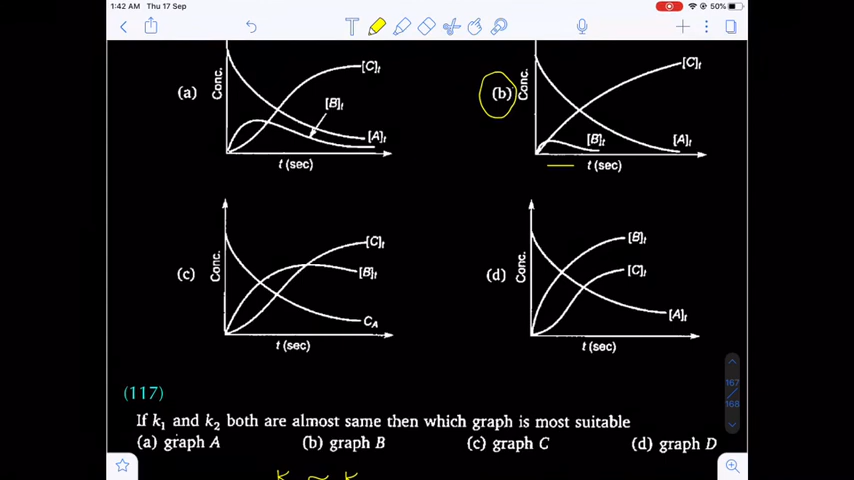 1:42 AM Thu 17 Sep
50%
T
(a)
Conc.
[C]t
[B]t
[A]t
t (sec)
(b)
Conc.
[C]t
[B]t
[A]t
t (sec)
(c)
Conc.
[C]t
[B]t
CA
t (sec)
(d)
Conc.
[B]t
[C]t
[A]t
t (sec)
167
168
(117)
If k1 and k2 both are almost same then which graph is most suitable
(a) graph A (b) graph B (c) graph C (d) graph D